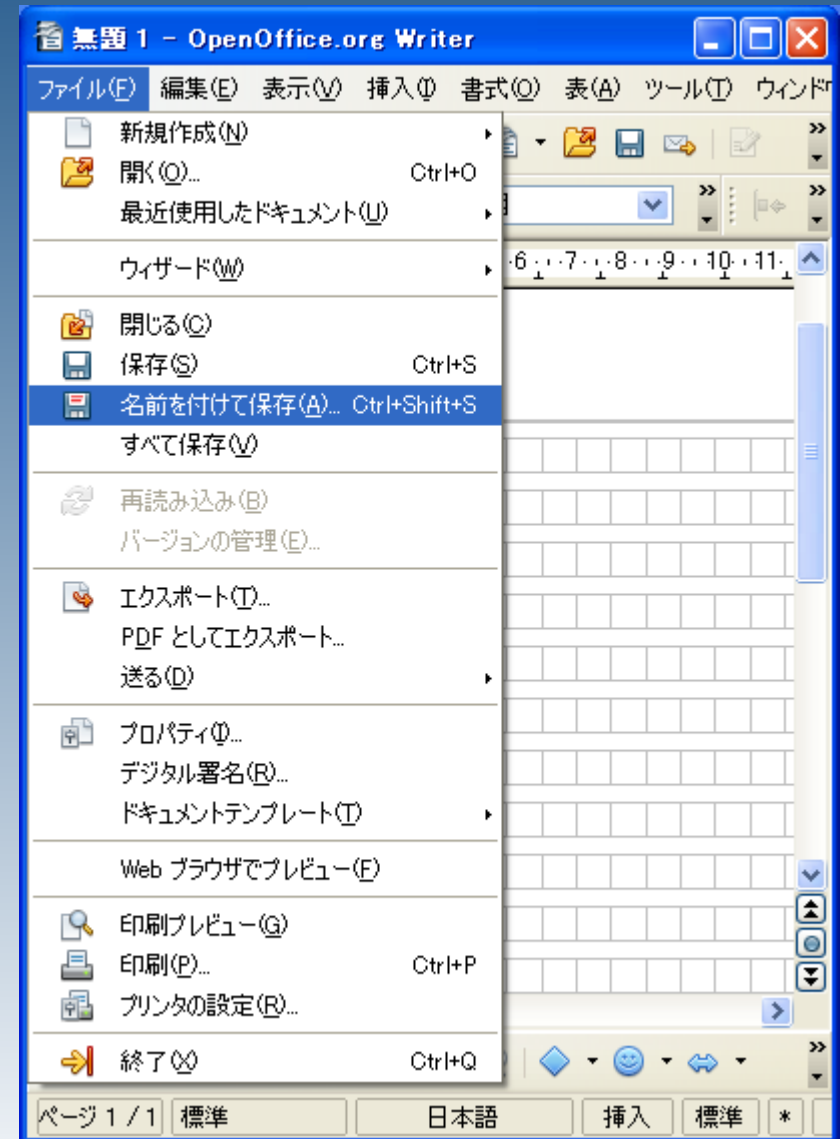 無題 1 - OpenOffice.org Writer
ファイル(F) 編集(E) 表示(V) 挿入(I) 書式(O) 表(A) ツール(T) ウィンド
新規作成(N)
開く(O)... Ctrl+O
最近使用したドキュメント(U)
ウィザード(W)
閉じる(C)
保存(S) Ctrl+S
名前を付けて保存(A)... Ctrl+Shift+S
すべて保存(V)
再読み込み(B)
バージョンの管理(E)...
エクスポート(T)...
PDF としてエクスポート...
送る(D)
プロパティ(I)...
デジタル署名(R)...
ドキュメントテンプレート(T)
Web ブラウザでプレビュー(F)
印刷プレビュー(G)
印刷(P)... Ctrl+P
プリンタの設定(R)...
終了(X) Ctrl+Q
6 7 8 9 10 11
ページ 1 / 1 標準 日本語 挿入 標準 *